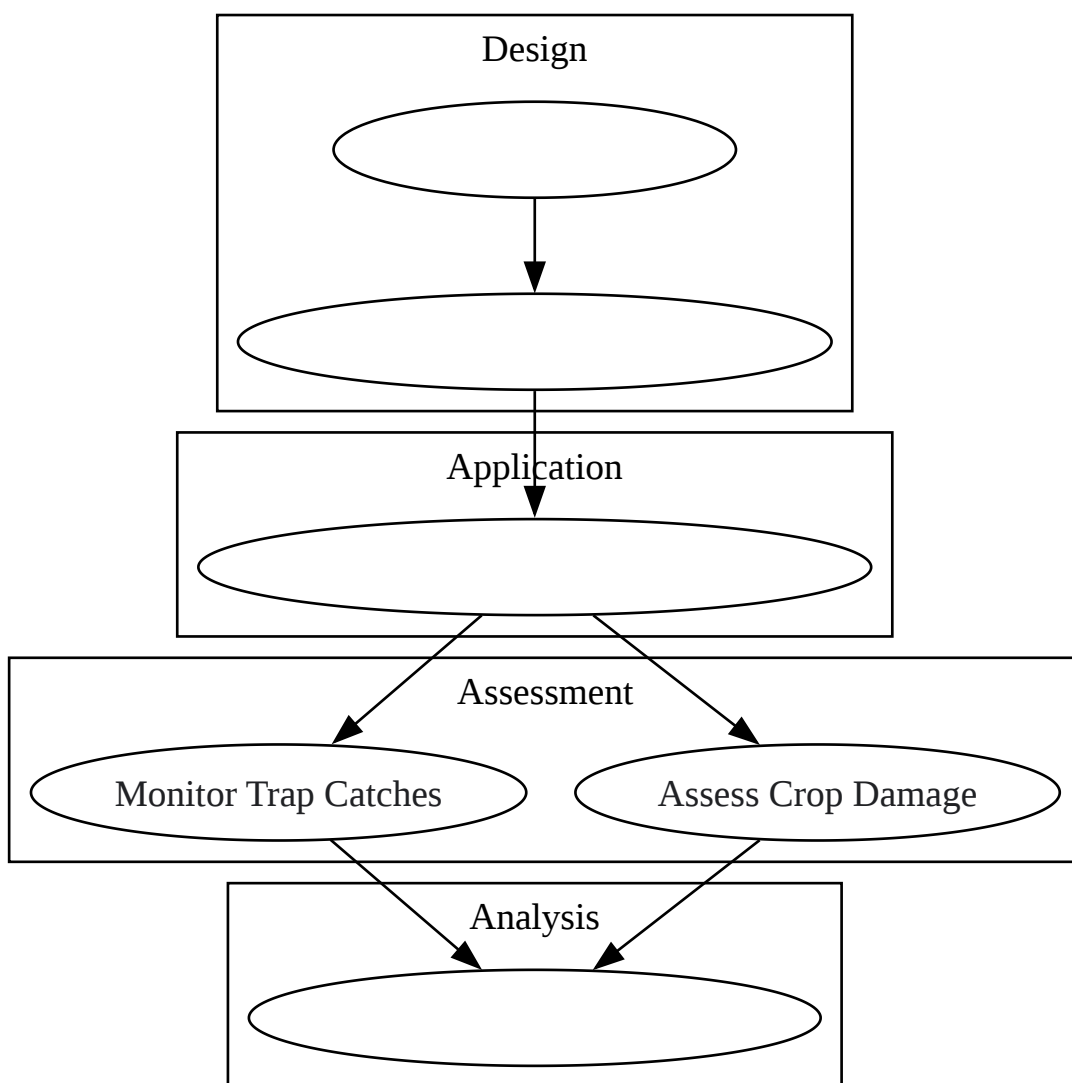 Design
Application
Assessment
Monitor Trap Catches
Assess Crop Damage
Analysis